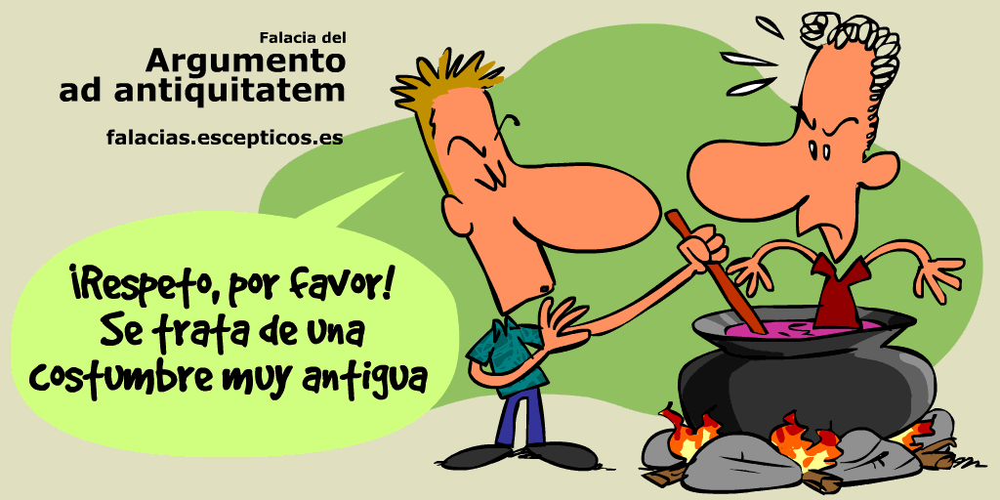 Falacia del
Argumento
ad antiquitatem
falacias.escepticos.es
¡Respeto, por favor!
Se trata de una
costumbre muy antigua